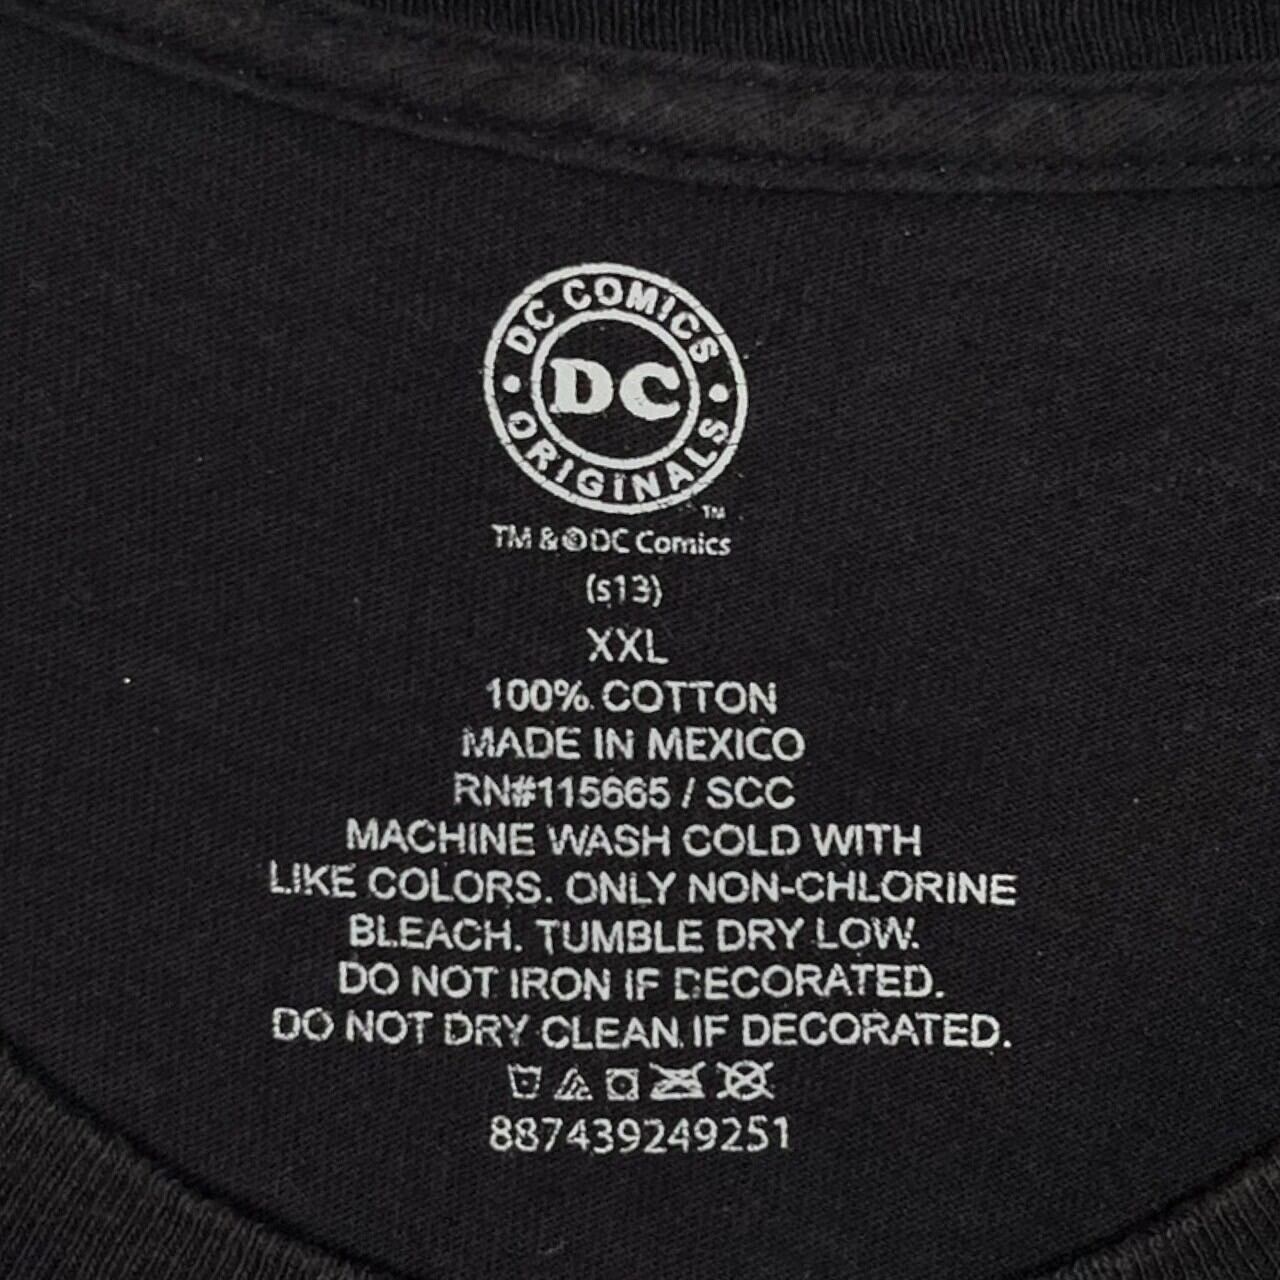 DC COMICS
DC
ORIGINALS
TM
TM & © DC Comics
(s13)
XXL
100% COTTON
MADE IN MEXICO
RN#115665 / SCC
MACHINE WASH COLD WITH
LIKE COLORS. ONLY NON-CHLORINE
BLEACH. TUMBLE DRY LOW.
DO NOT IRON IF DECORATED.
DO NOT DRY CLEAN IF DECORATED.
887439249251